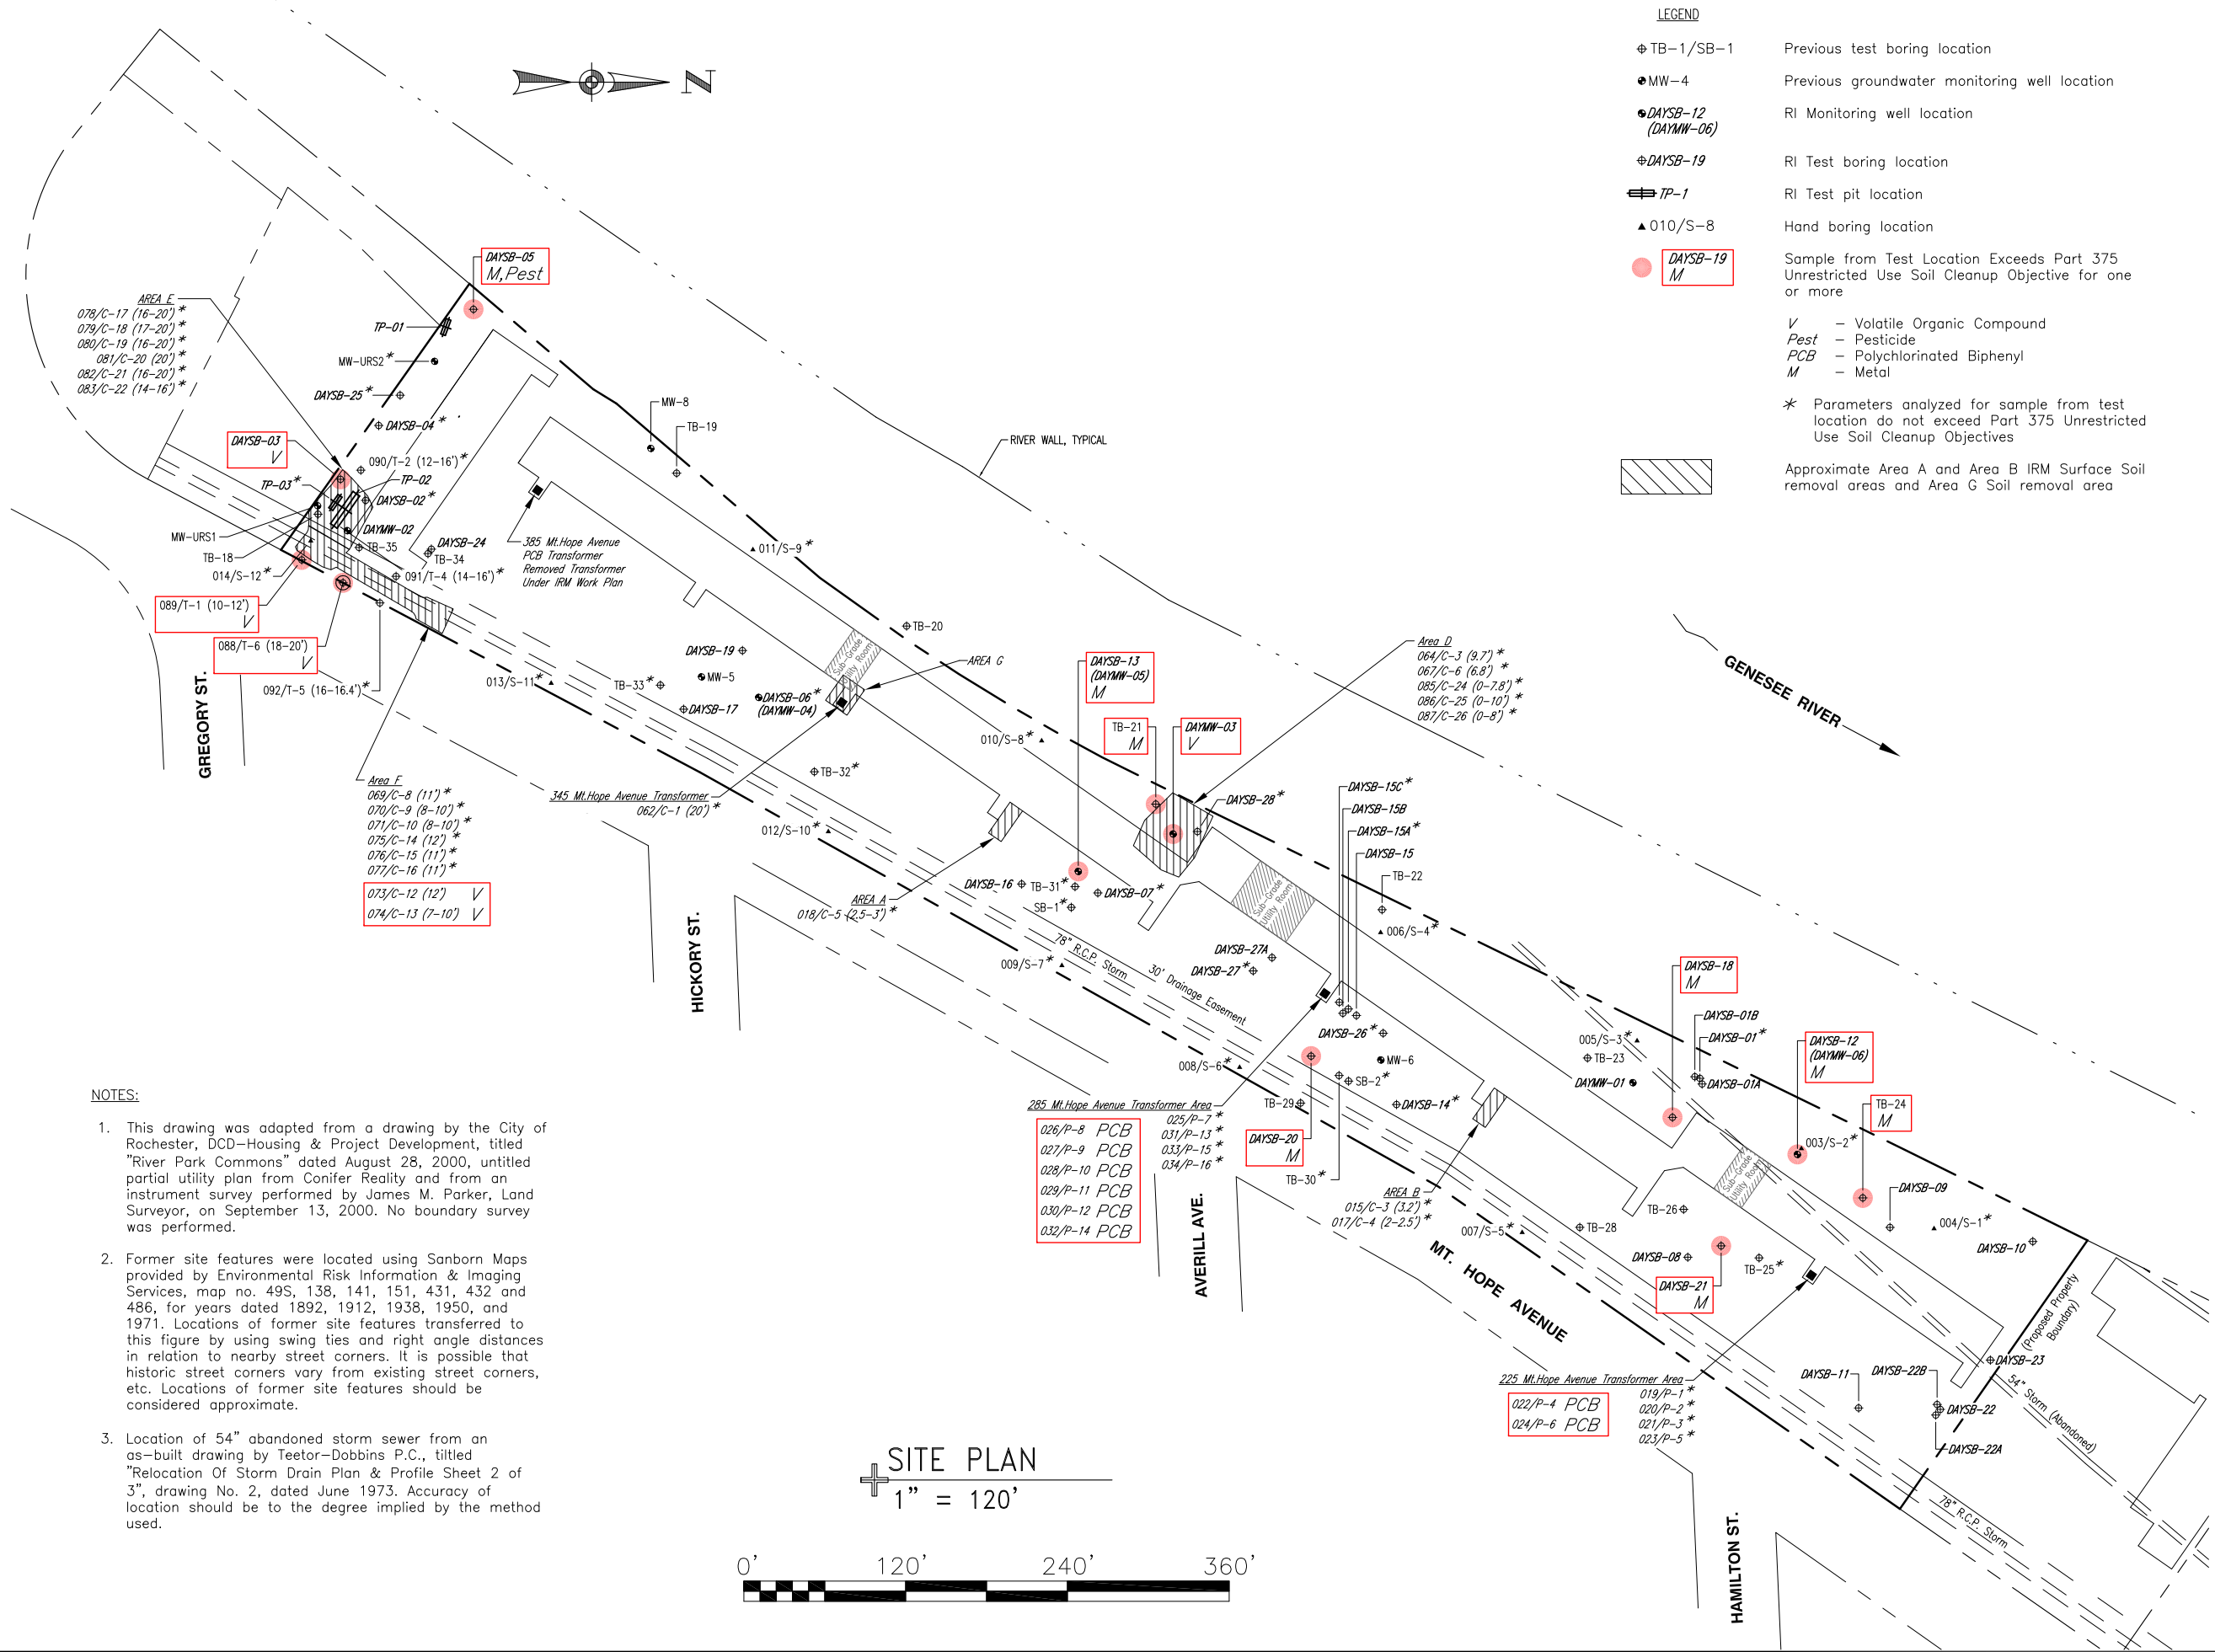 LEGEND
TB-1/SB-1 Previous test boring location
MW-4 Previous groundwater monitoring well location
DAYSB-12 RI Monitoring well location
(DAYMW-06)
DAYSB-19 RI Test boring location
TP-1 RI Test pit location
010/S-8 Hand boring location
DAYSB-19 Sample from Test Location Exceeds Part 375
M Unrestricted Use Soil Cleanup Objective for one
or more
V - Volatile Organic Compound
Pest - Pesticide
PCB - Polychlorinated Biphenyl
M - Metal
* Parameters analyzed for sample from test
location do not exceed Part 375 Unrestricted
Use Soil Cleanup Objectives
Approximate Area A and Area B IRM Surface Soil
removal areas and Area G Soil removal area
N
DAYSB-05
M,Pest
AREA E
078/C-17 (16-20')*
079/C-18 (17-20')*
080/C-19 (16-20')*
081/C-20 (20')*
082/C-21 (16-20')*
083/C-22 (14-16')*
TP-01
MW-URS2*
DAYSB-25*
DAYSB-04*
DAYSB-03
V
090/T-2 (12-16')*
TP-03*
TP-02
DAYSB-02*
DAYMW-02
MW-URS1
TB-35
TB-18
DAYSB-24
TB-34
014/S-12*
091/T-4 (14-16')*
089/T-1 (10-12')
V
088/T-6 (18-20')
V
092/T-5 (16-16.4')*
GREGORY ST.
MW-8
TB-19
RIVER WALL, TYPICAL
385 Mt.Hope Avenue
PCB Transformer
Removed Transformer
Under IRM Work Plan
011/S-9*
TB-20
Sub-Grade
Utility Room
AREA G
DAYSB-19
MW-5
TB-33*
013/S-11*
DAYSB-17
DAYSB-06*
(DAYMW-04)
TB-32*
345 Mt.Hope Avenue Transformer
062/C-1 (20')*
012/S-10*
Area F
069/C-8 (11')*
070/C-9 (8-10')*
071/C-10 (8-10')*
075/C-14 (12')*
076/C-15 (11')*
077/C-16 (11')*
073/C-12 (12') V
074/C-13 (7-10') V
HICKORY ST.
DAYSB-13
(DAYMW-05)
M
010/S-8*
TB-21
M
DAYMW-03
V
Area D
064/C-3 (9.7')*
067/C-6 (6.8')*
085/C-24 (0-7.8')*
086/C-25 (0-10')*
087/C-26 (0-8')*
GENESEE RIVER
DAYSB-28*
DAYSB-15C*
DAYSB-15B
DAYSB-15A*
DAYSB-15
TB-22
006/S-4*
AREA A
018/C-5 (2.5-3')*
DAYSB-16
TB-31*
DAYSB-07*
SB-1*
Sub-Grade
Utility Room
009/S-7*
78" R.C.P. Storm
30' Drainage Easement
DAYSB-27A
DAYSB-27*
DAYSB-26*
MW-6
SB-2*
008/S-6*
TB-29
DAYSB-14*
285 Mt.Hope Avenue Transformer Area
026/P-8 PCB
027/P-9 PCB
028/P-10 PCB
029/P-11 PCB
030/P-12 PCB
032/P-14 PCB
025/P-7*
031/P-13*
033/P-15*
034/P-16*
DAYSB-20
M
TB-30*
AVERILL AVE.
AREA B
015/C-3 (3.2')*
017/C-4 (2-2.5')*
007/S-5*
MT. HOPE AVENUE
DAYSB-18
M
DAYSB-01B
DAYSB-01*
DAYSB-01A
005/S-3*
TB-23
DAYMW-01
DAYSB-12
(DAYMW-06)
M
003/S-2*
TB-24
M
Sub-Grade
Utility Room
DAYSB-09
004/S-1*
DAYSB-10
TB-26
TB-28
DAYSB-08
TB-25*
DAYSB-21
M
225 Mt.Hope Avenue Transformer Area
022/P-4 PCB
024/P-6 PCB
019/P-1*
020/P-2*
021/P-3*
023/P-5*
(Proposed Property
Boundary)
DAYSB-23
DAYSB-11
DAYSB-22B
DAYSB-22
DAYSB-22A
54" Storm (Abandoned)
78" R.C.P. Storm
HAMILTON ST.
NOTES:
1. This drawing was adapted from a drawing by the City of
Rochester, DCD-Housing & Project Development, titled
"River Park Commons" dated August 28, 2000, untitled
partial utility plan from Conifer Reality and from an
instrument survey performed by James M. Parker, Land
Surveyor, on September 13, 2000. No boundary survey
was performed.
2. Former site features were located using Sanborn Maps
provided by Environmental Risk Information & Imaging
Services, map no. 49S, 138, 141, 151, 431, 432 and
486, for years dated 1892, 1912, 1938, 1950, and
1971. Locations of former site features transferred to
this figure by using swing ties and right angle distances
in relation to nearby street corners. It is possible that
historic street corners vary from existing street corners,
etc. Locations of former site features should be
considered approximate.
3. Location of 54" abandoned storm sewer from an
as-built drawing by Teetor-Dobbins P.C., tiltled
"Relocation Of Storm Drain Plan & Profile Sheet 2 of
3", drawing No. 2, dated June 1973. Accuracy of
location should be to the degree implied by the method
used.
SITE PLAN
1" = 120'
0' 120' 240' 360'